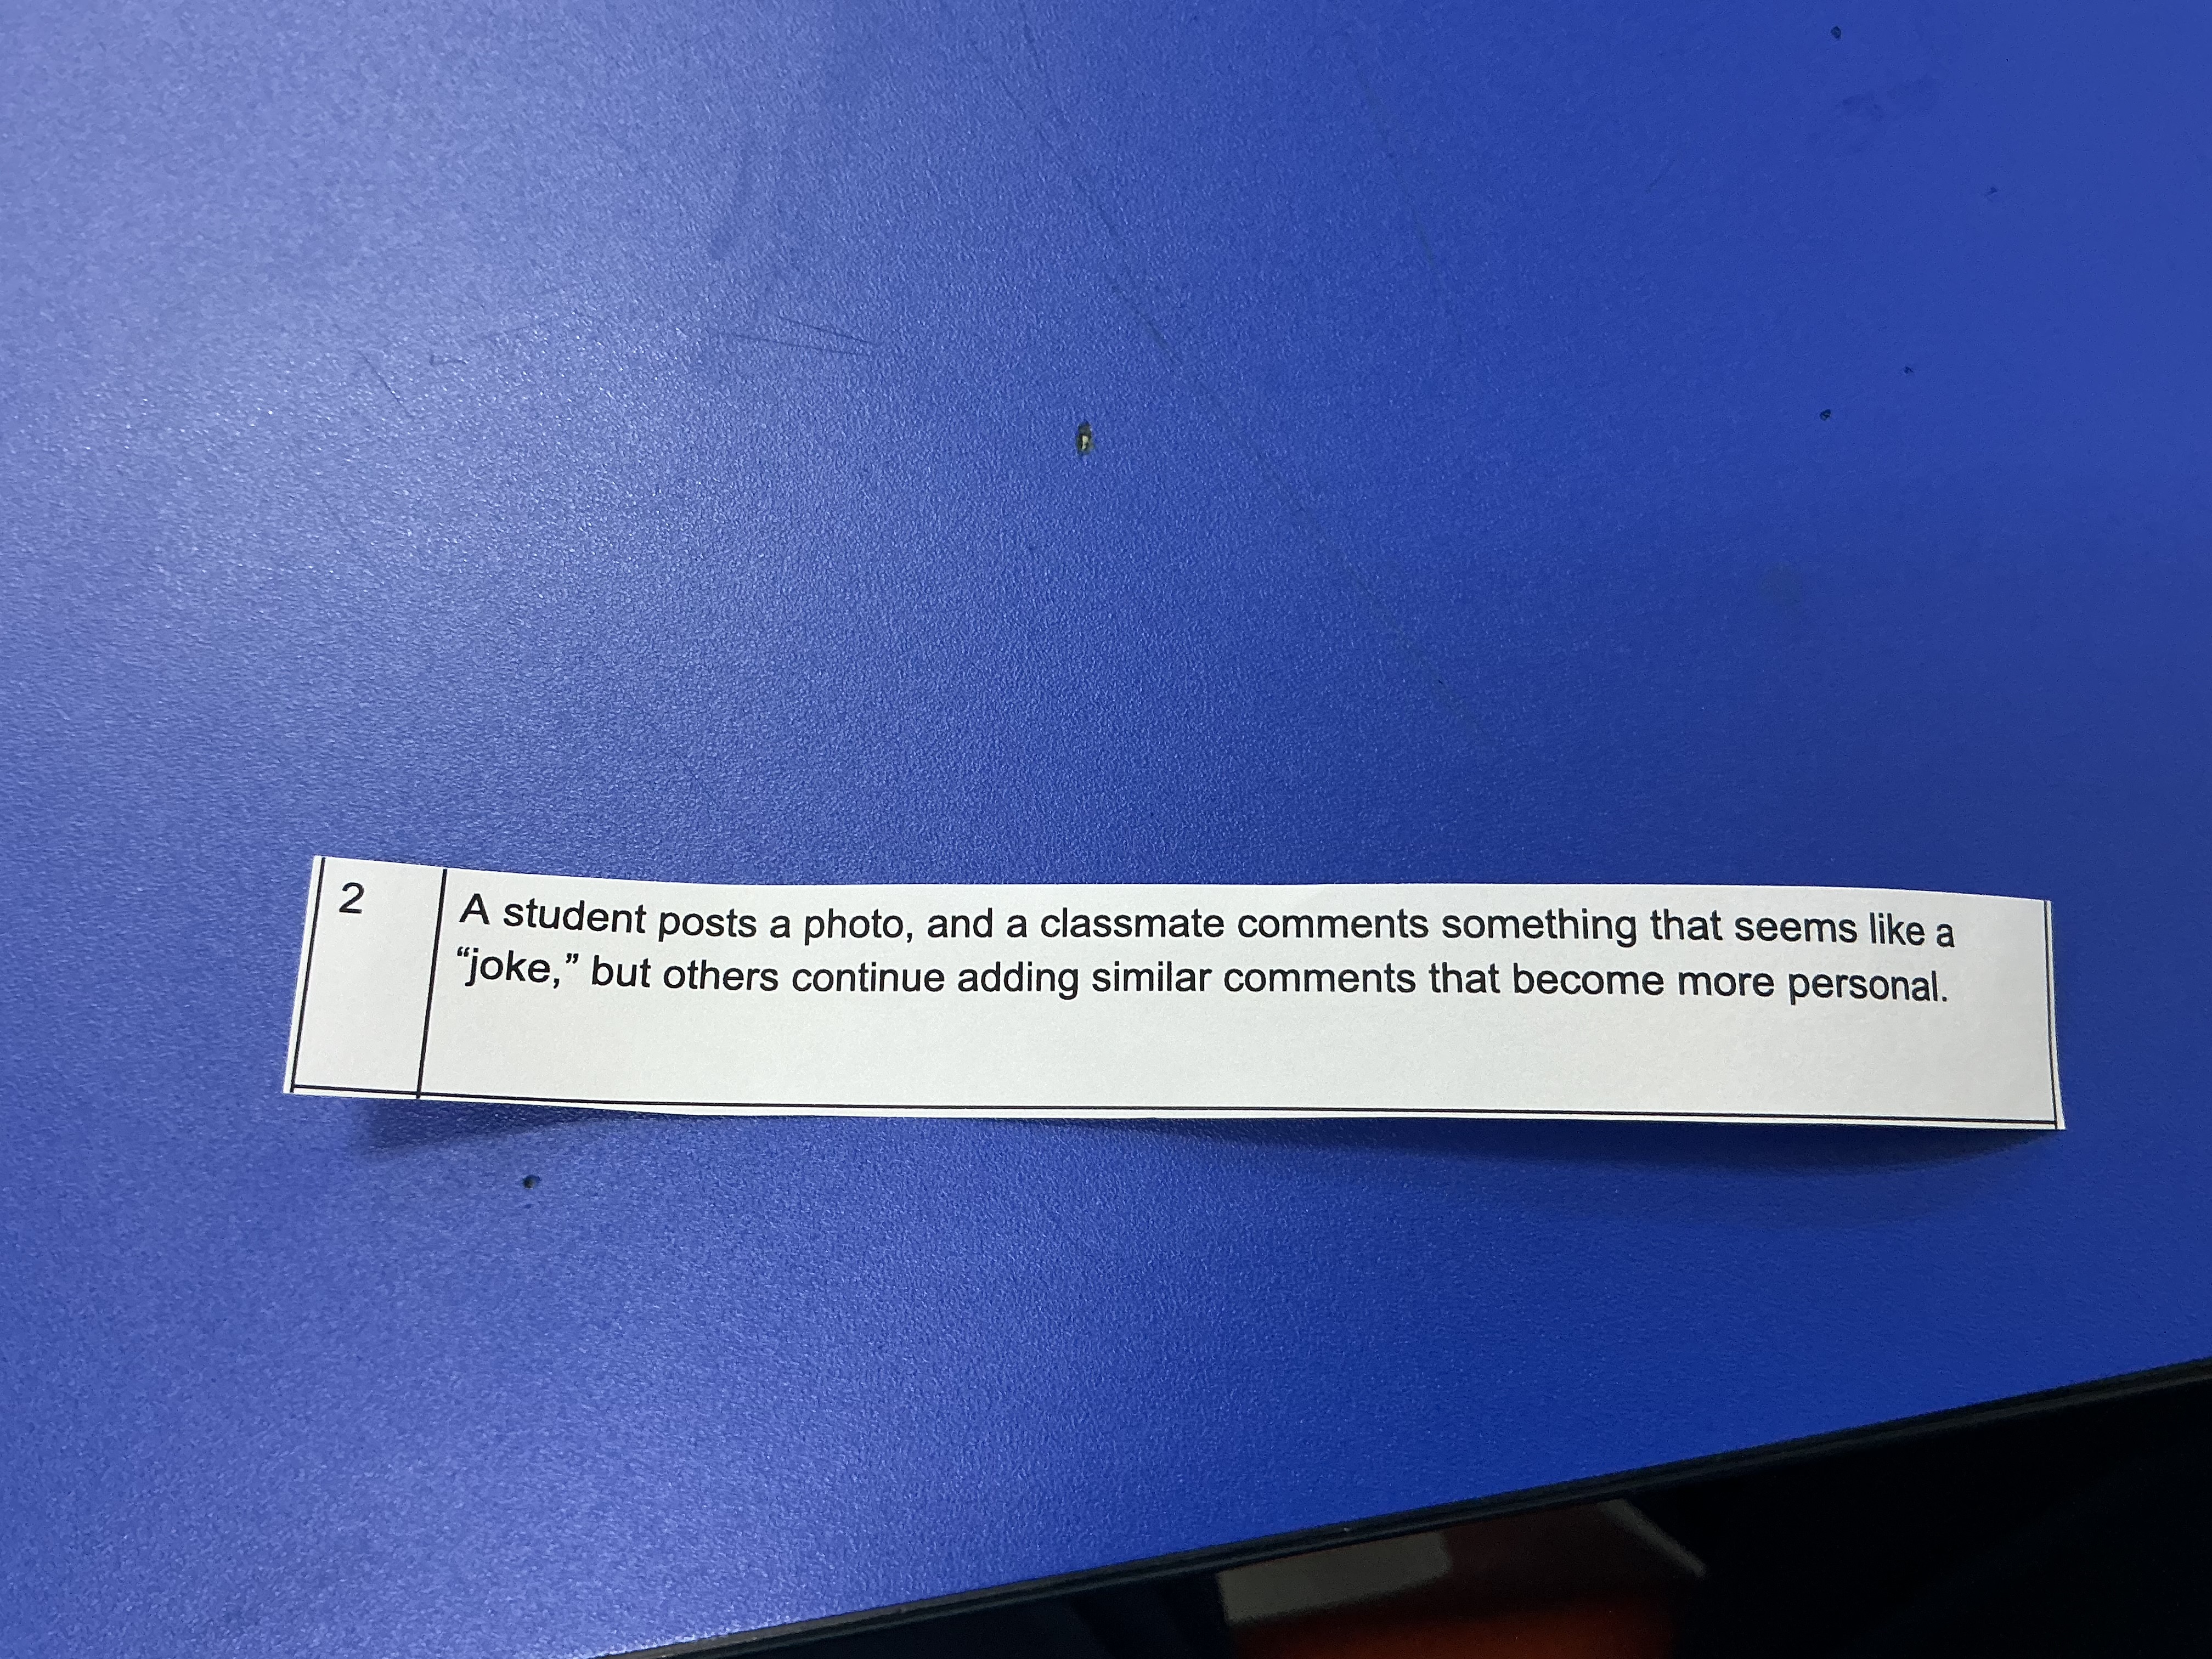 2
A student posts a photo, and a classmate comments something that seems like a
“joke,” but others continue adding similar comments that become more personal.